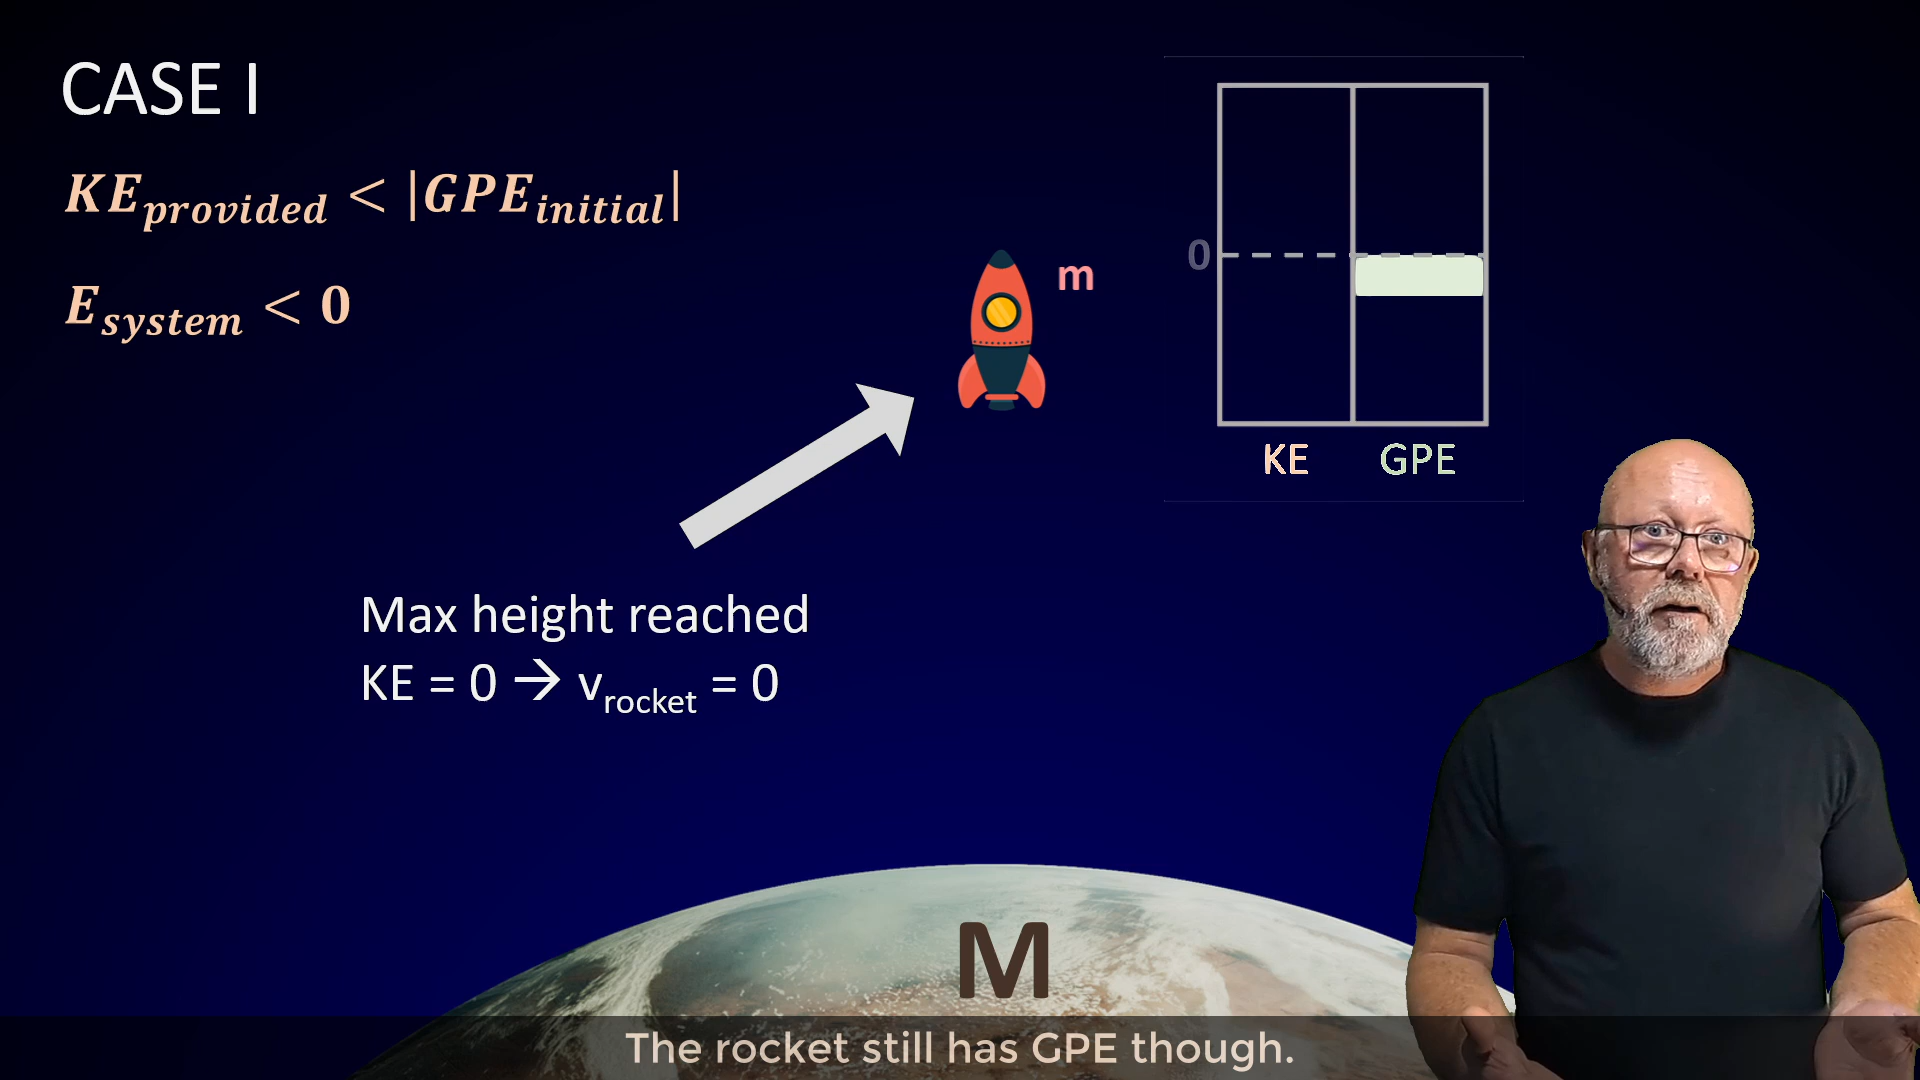 CASE I
KE_provided < |GPE_initial|
E_system < 0
m
0
KE GPE
Max height reached
KE = 0 → v_rocket = 0
M
The rocket still has GPE though.